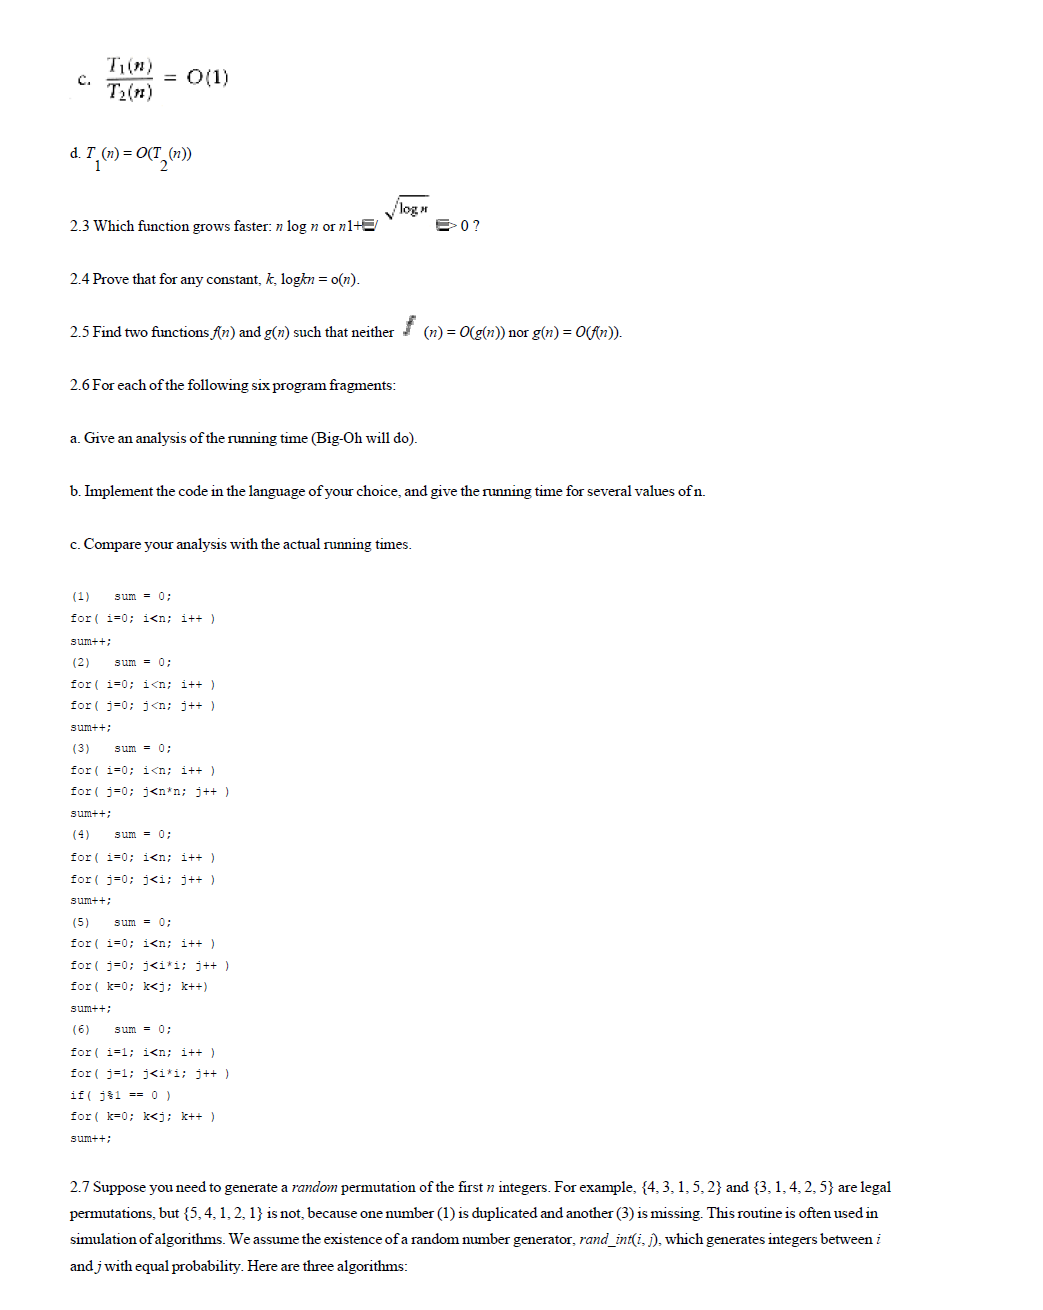 c. T1(n) / T2(n) = O(1)
d. T1(n) = O(T2(n))
2.3 Which function grows faster: n log n or n1+∈/√log n ∈> 0 ?
2.4 Prove that for any constant, k, logkn = o(n).
2.5 Find two functions f(n) and g(n) such that neither f (n) = O(g(n)) nor g(n) = O(f(n)).
2.6 For each of the following six program fragments:
a. Give an analysis of the running time (Big-Oh will do).
b. Implement the code in the language of your choice, and give the running time for several values of n.
c. Compare your analysis with the actual running times.
(1) sum = 0;
for( i=0; i<n; i++ )
sum++;
(2) sum = 0;
for( i=0; i<n; i++ )
for( j=0; j<n; j++ )
sum++;
(3) sum = 0;
for( i=0; i<n; i++ )
for( j=0; j<n*n; j++ )
sum++;
(4) sum = 0;
for( i=0; i<n; i++ )
for( j=0; j<i; j++ )
sum++;
(5) sum = 0;
for( i=0; i<n; i++ )
for( j=0; j<i*i; j++ )
for( k=0; k<j; k++)
sum++;
(6) sum = 0;
for( i=1; i<n; i++ )
for( j=1; j<i*i; j++ )
if( j%1 == 0 )
for( k=0; k<j; k++ )
sum++;
2.7 Suppose you need to generate a random permutation of the first n integers. For example, {4, 3, 1, 5, 2} and {3, 1, 4, 2, 5} are legal
permutations, but {5, 4, 1, 2, 1} is not, because one number (1) is duplicated and another (3) is missing. This routine is often used in
simulation of algorithms. We assume the existence of a random number generator, rand_int(i, j), which generates integers between i
and j with equal probability. Here are three algorithms: